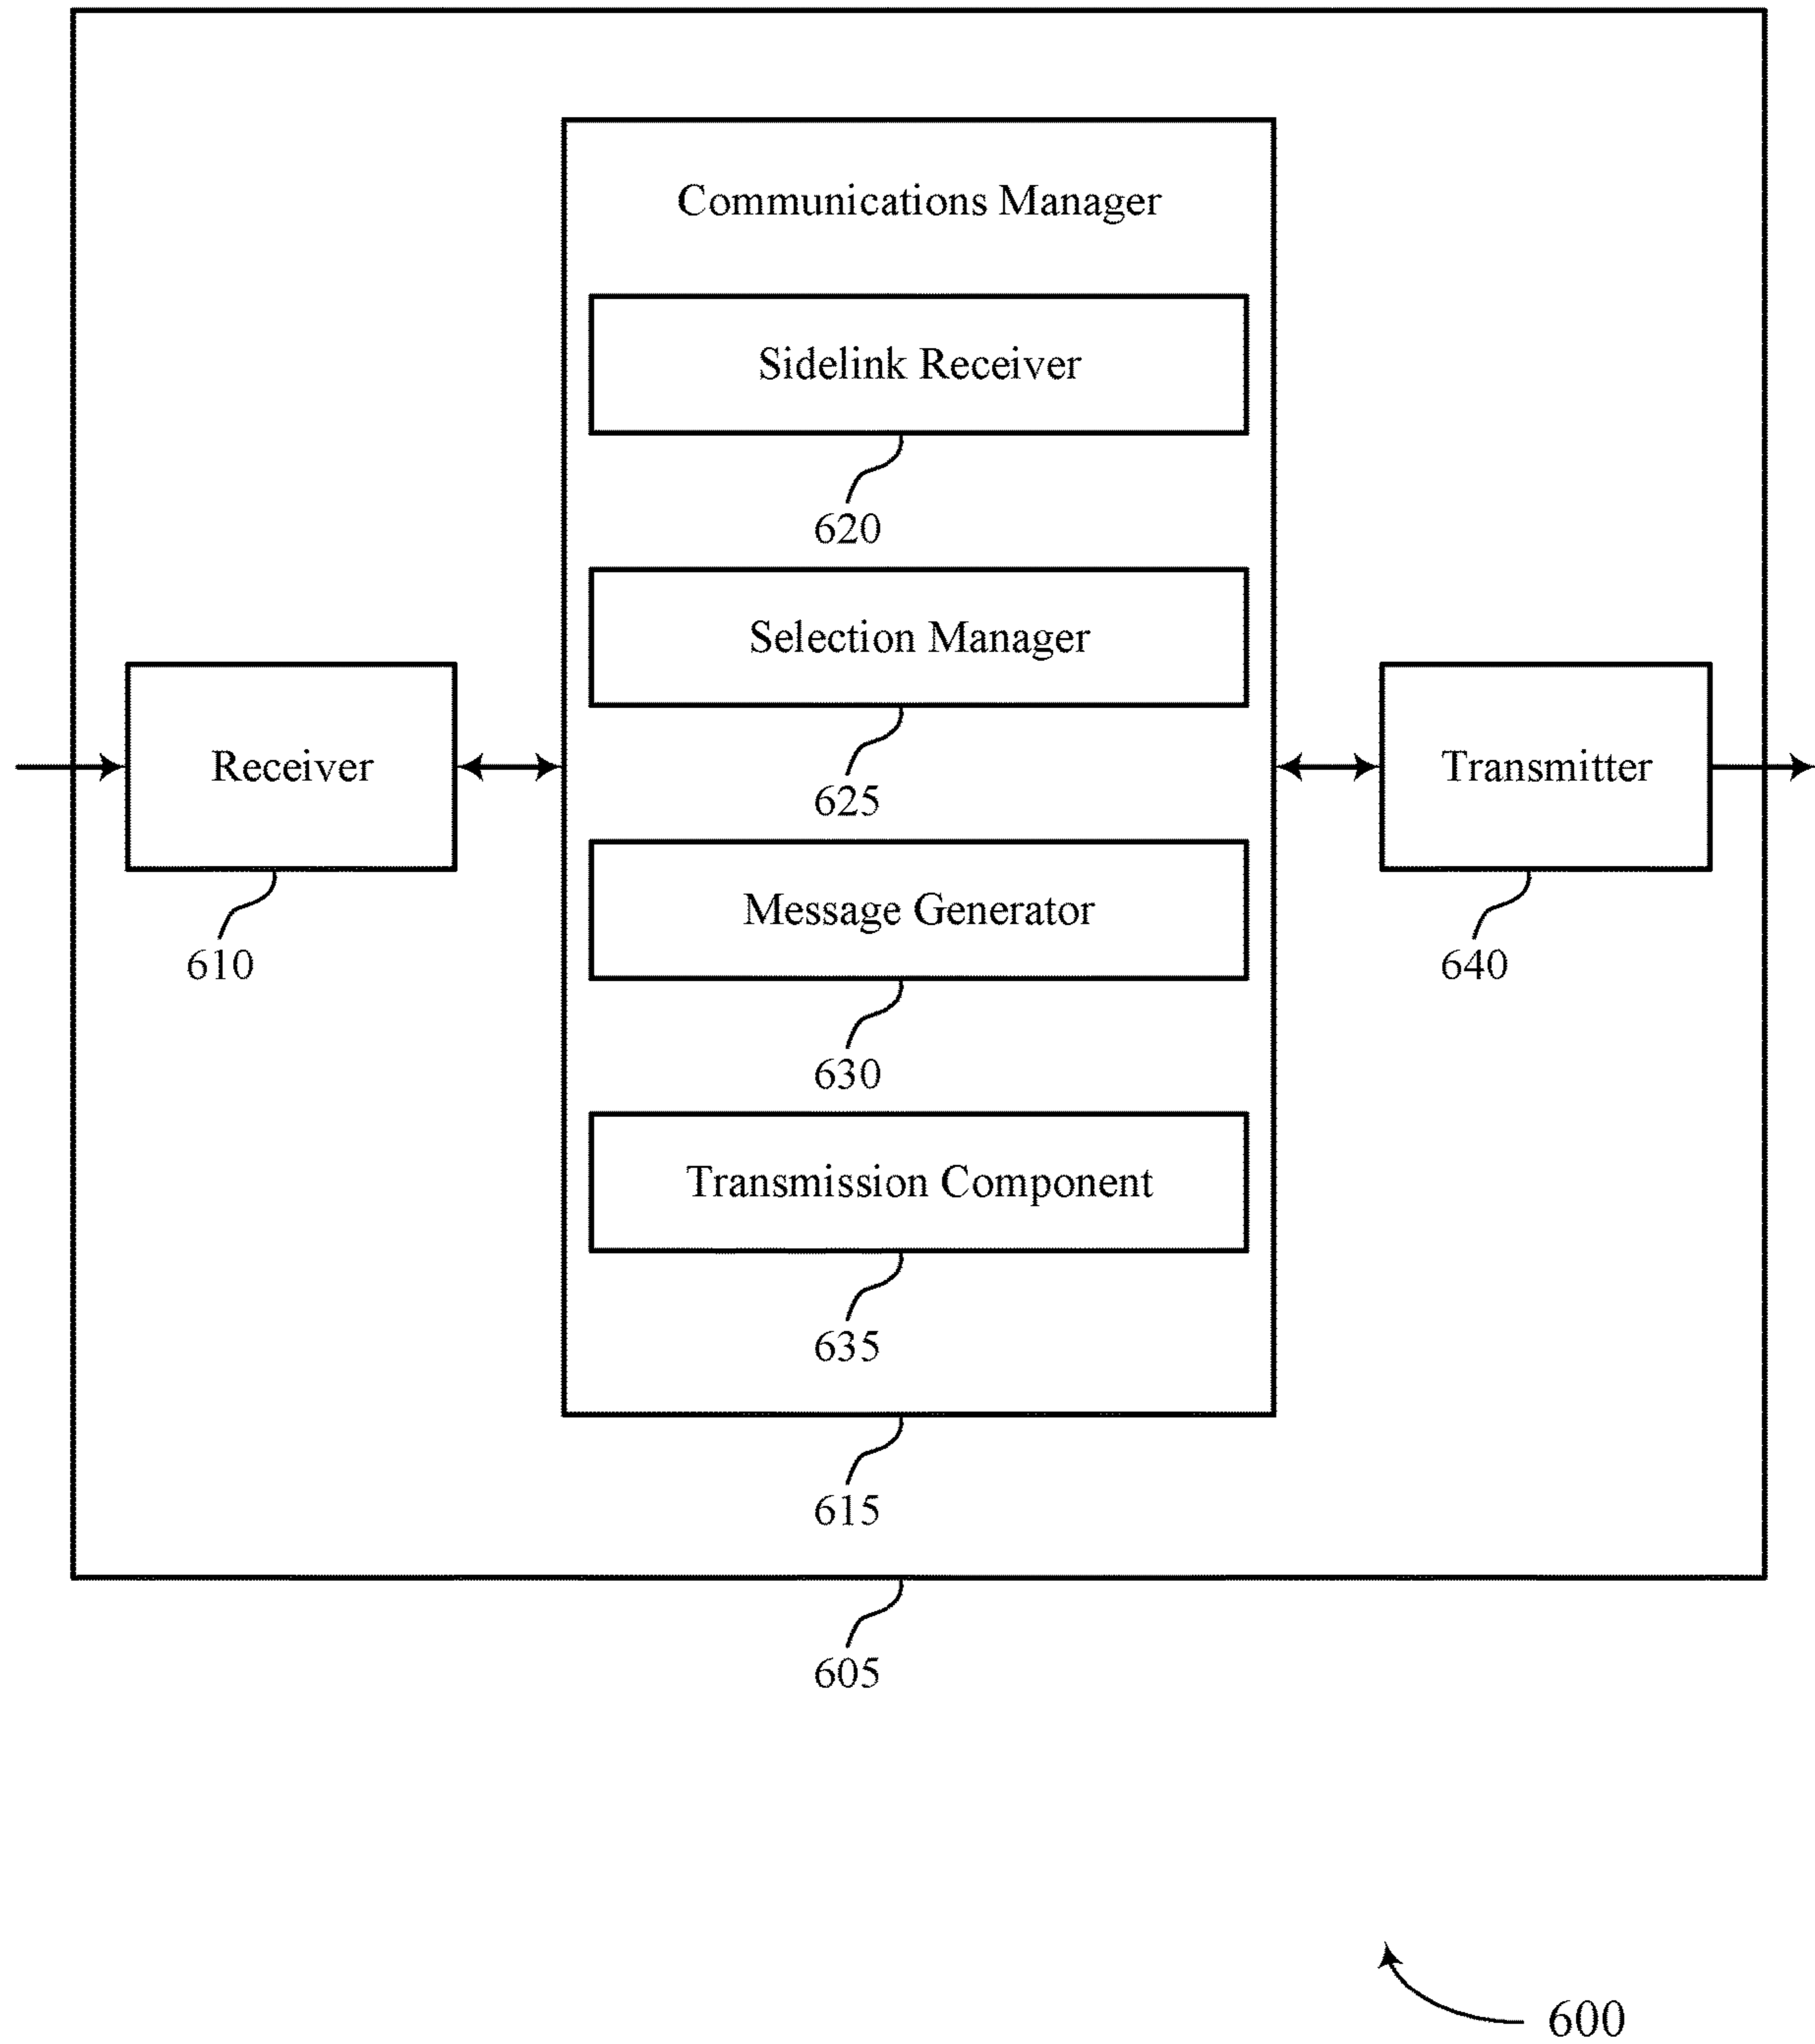 Communications Manager
Sidelink Receiver
620
Selection Manager
625
Receiver
610
Transmitter
640
Message Generator
630
Transmission Component
635
615
605
600